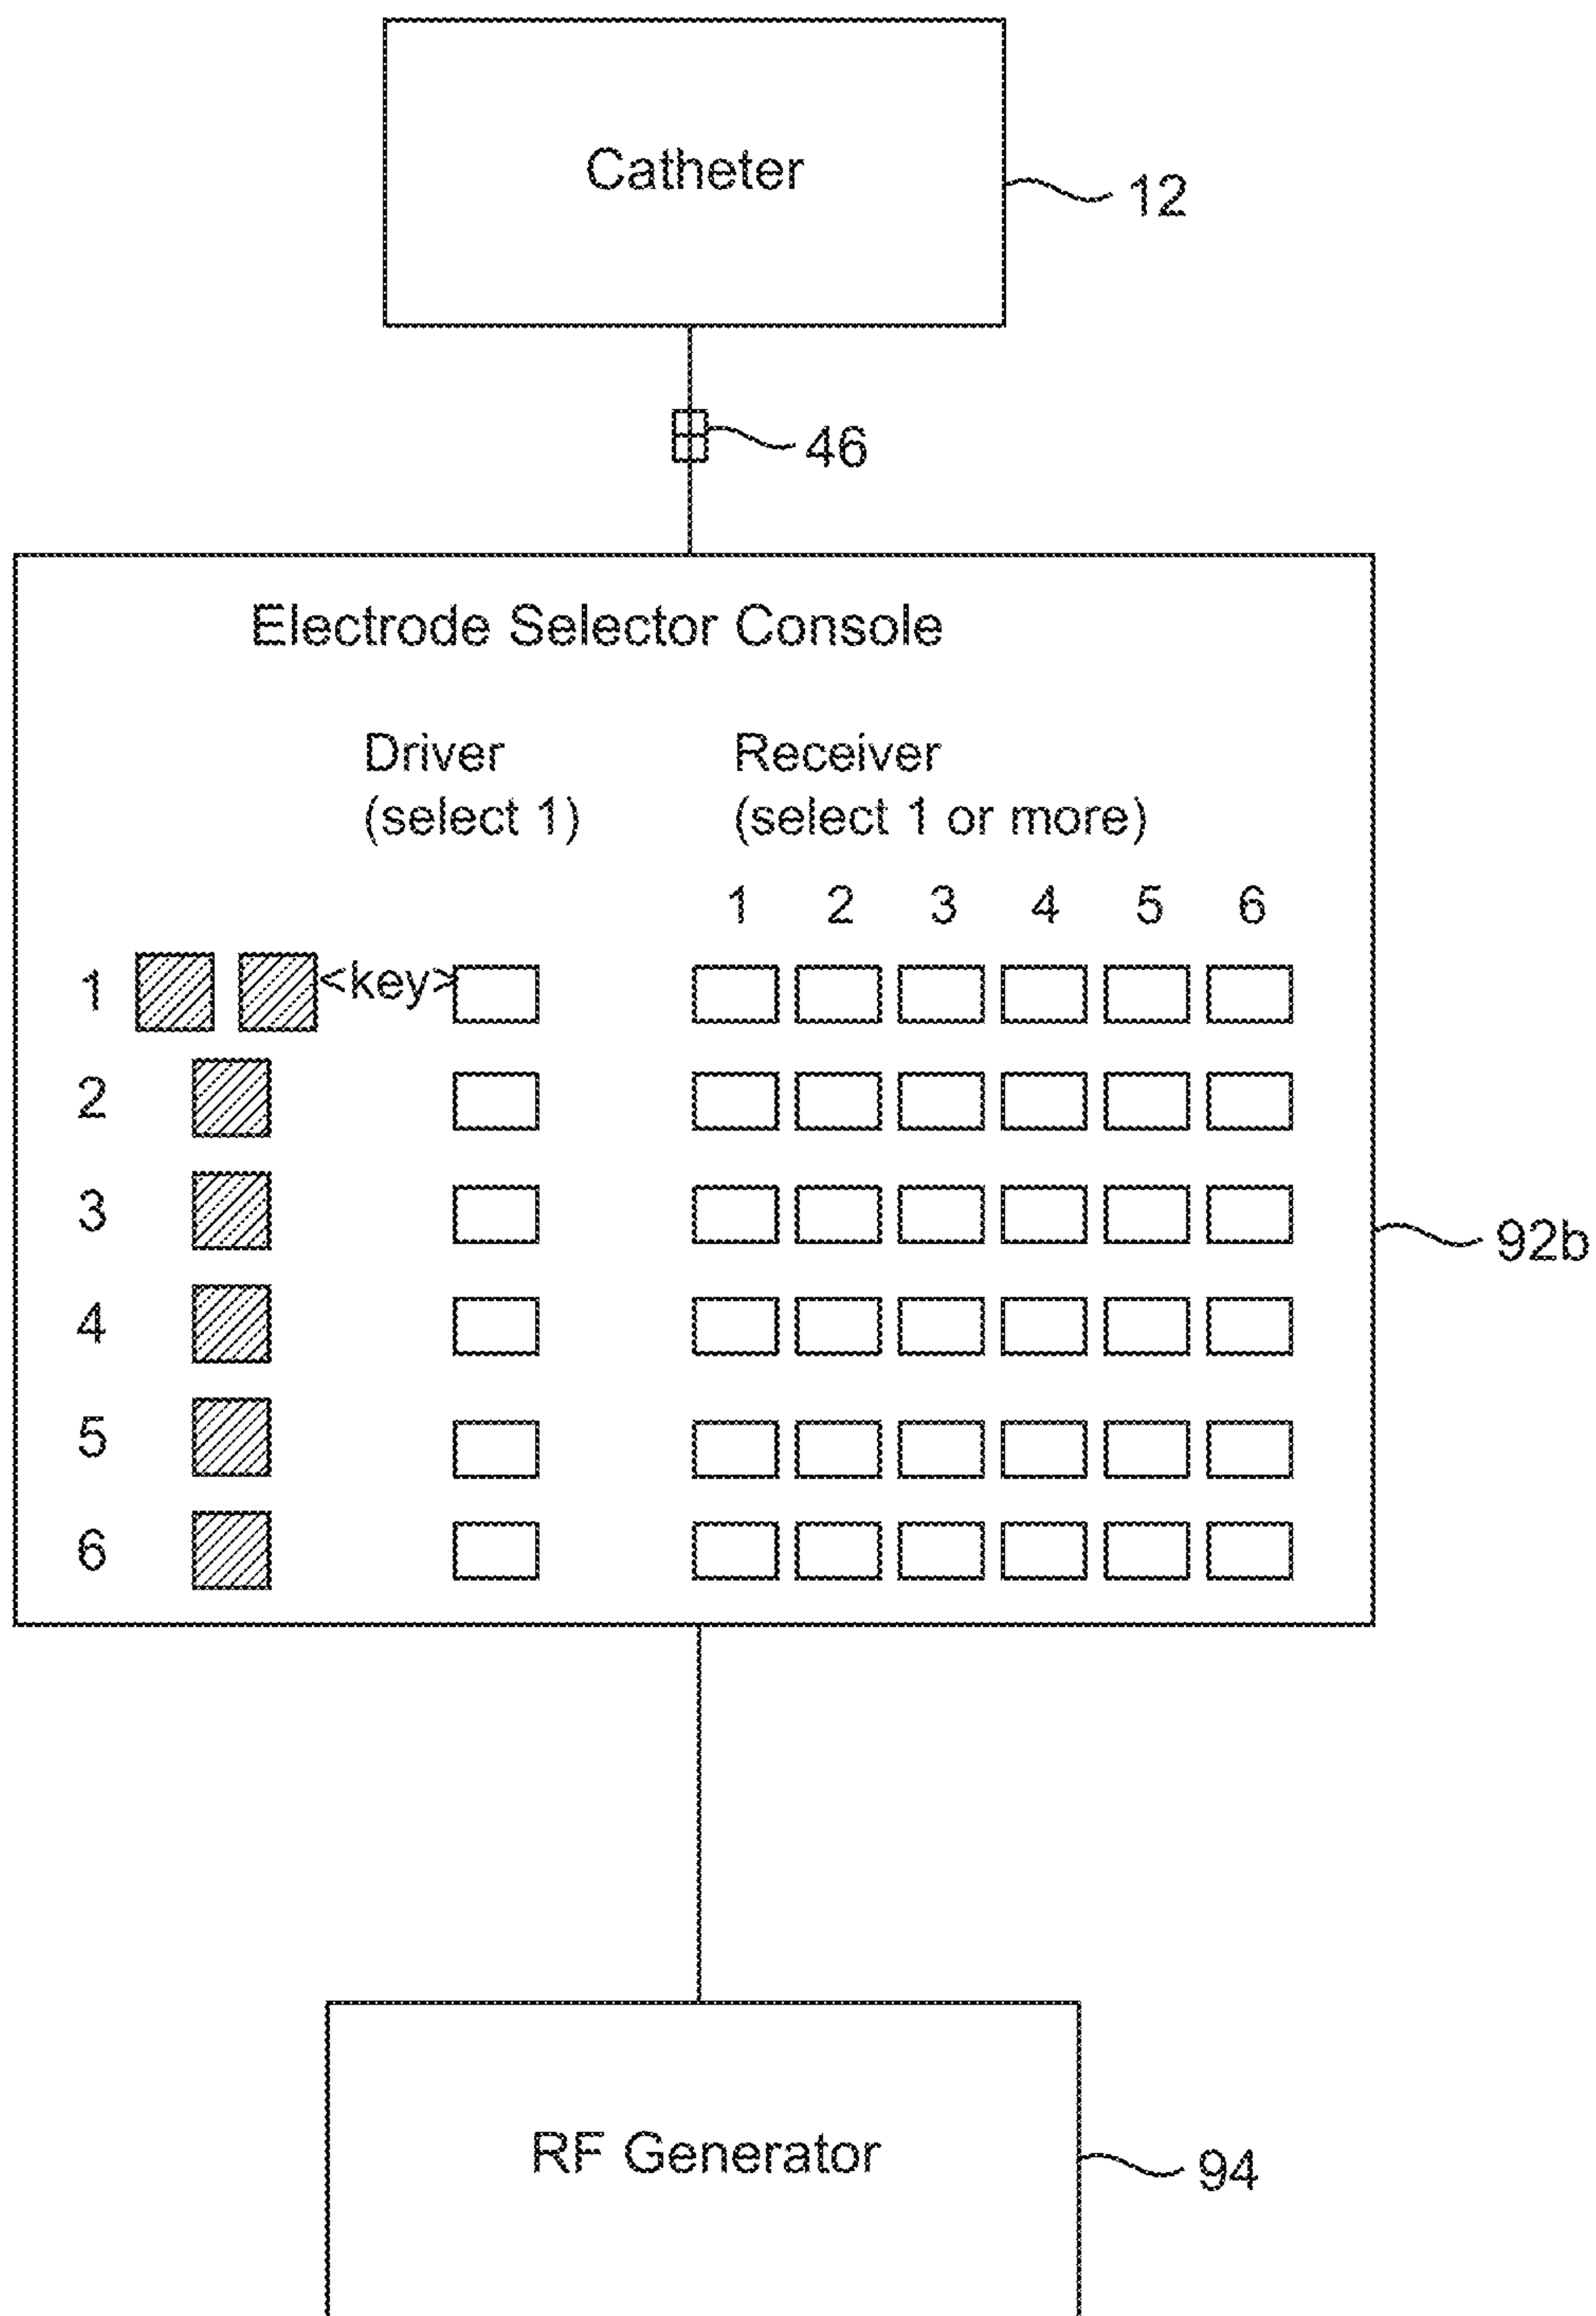 Catheter
12
46
Electrode Selector Console
Driver Receiver
(select 1) (select 1 or more)
1 2 3 4 5 6
1 <key>
2
3
92b
4
5
6
RF Generator
94